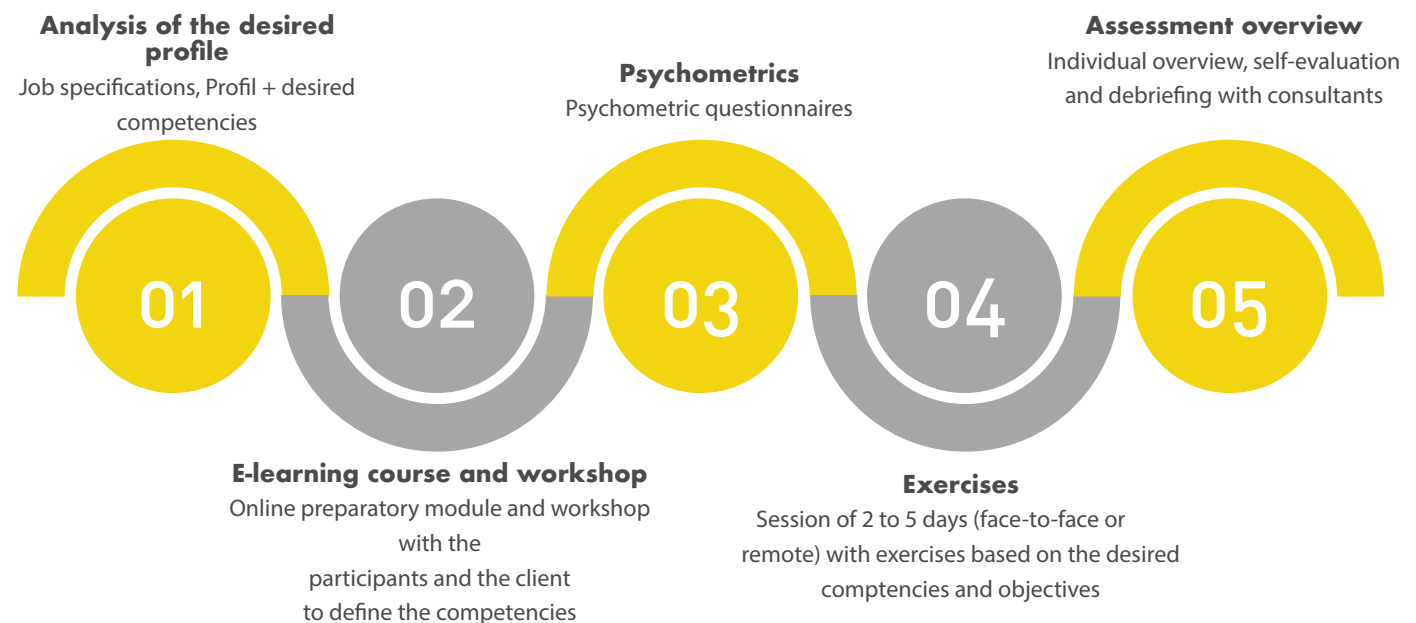 Analysis of the desired
profile
Job specifications, Profil + desired
competencies
01
E-learning course and workshop
Online preparatory module and workshop
with the
participants and the client
to define the competencies
02
Psychometrics
Psychometric questionnaires
03
Exercises
Session of 2 to 5 days (face-to-face or
remote) with exercises based on the desired
comptencies and objectives
04
Assessment overview
Individual overview, self-evaluation
and debriefing with consultants
05